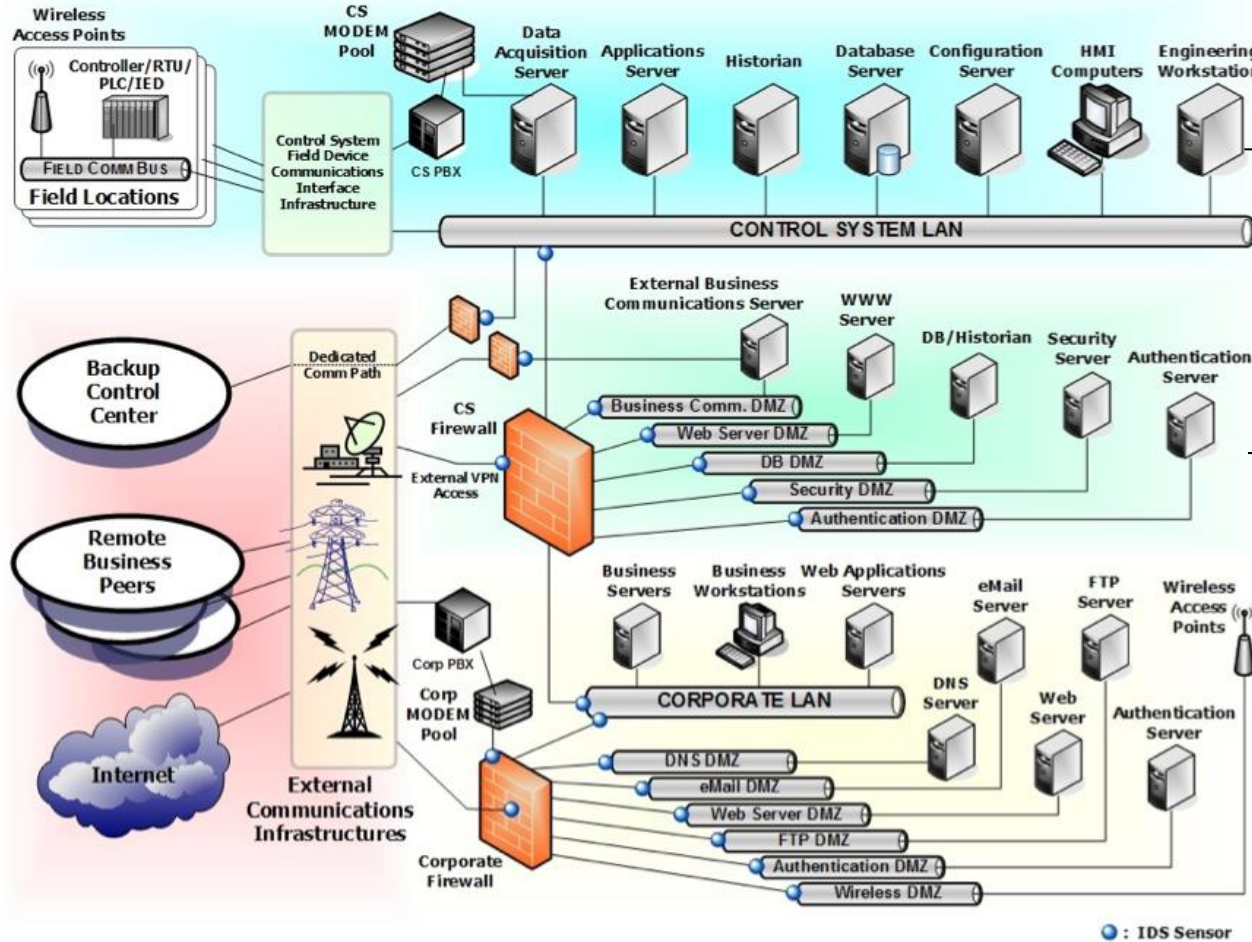 Wireless
Access Points
Controller/RTU/
PLC/IED
FIELD COMM BUS
Field Locations
Control System
Field Device
Communications
Interface
Infrastructure
CS
MODEM
Pool
CS PBX
Data
Acquisition
Server
Applications
Server
Historian
Database
Server
Configuration
Server
HMI
Computers
Engineering
Workstation
CONTROL SYSTEM LAN
Backup
Control
Center
Dedicated
Comm Path
External Business
Communications Server
WWW
Server
DB/Historian
Security
Server
Authentication
Server
CS
Firewall
External VPN
Access
Business Comm. DMZ
Web Server DMZ
DB DMZ
Security DMZ
Authentication DMZ
Remote
Business
Peers
Internet
External
Communications
Infrastructures
Corp PBX
Corp
MODEM
Pool
Business
Servers
Business
Workstations
Web Applications
Servers
eMail
Server
FTP
Server
Wireless
Access
Points
CORPORATE LAN
DNS
Server
Web
Server
Authentication
Server
Corporate
Firewall
DNS DMZ
eMail DMZ
Web Server DMZ
FTP DMZ
Authentication DMZ
Wireless DMZ
: IDS Sensor